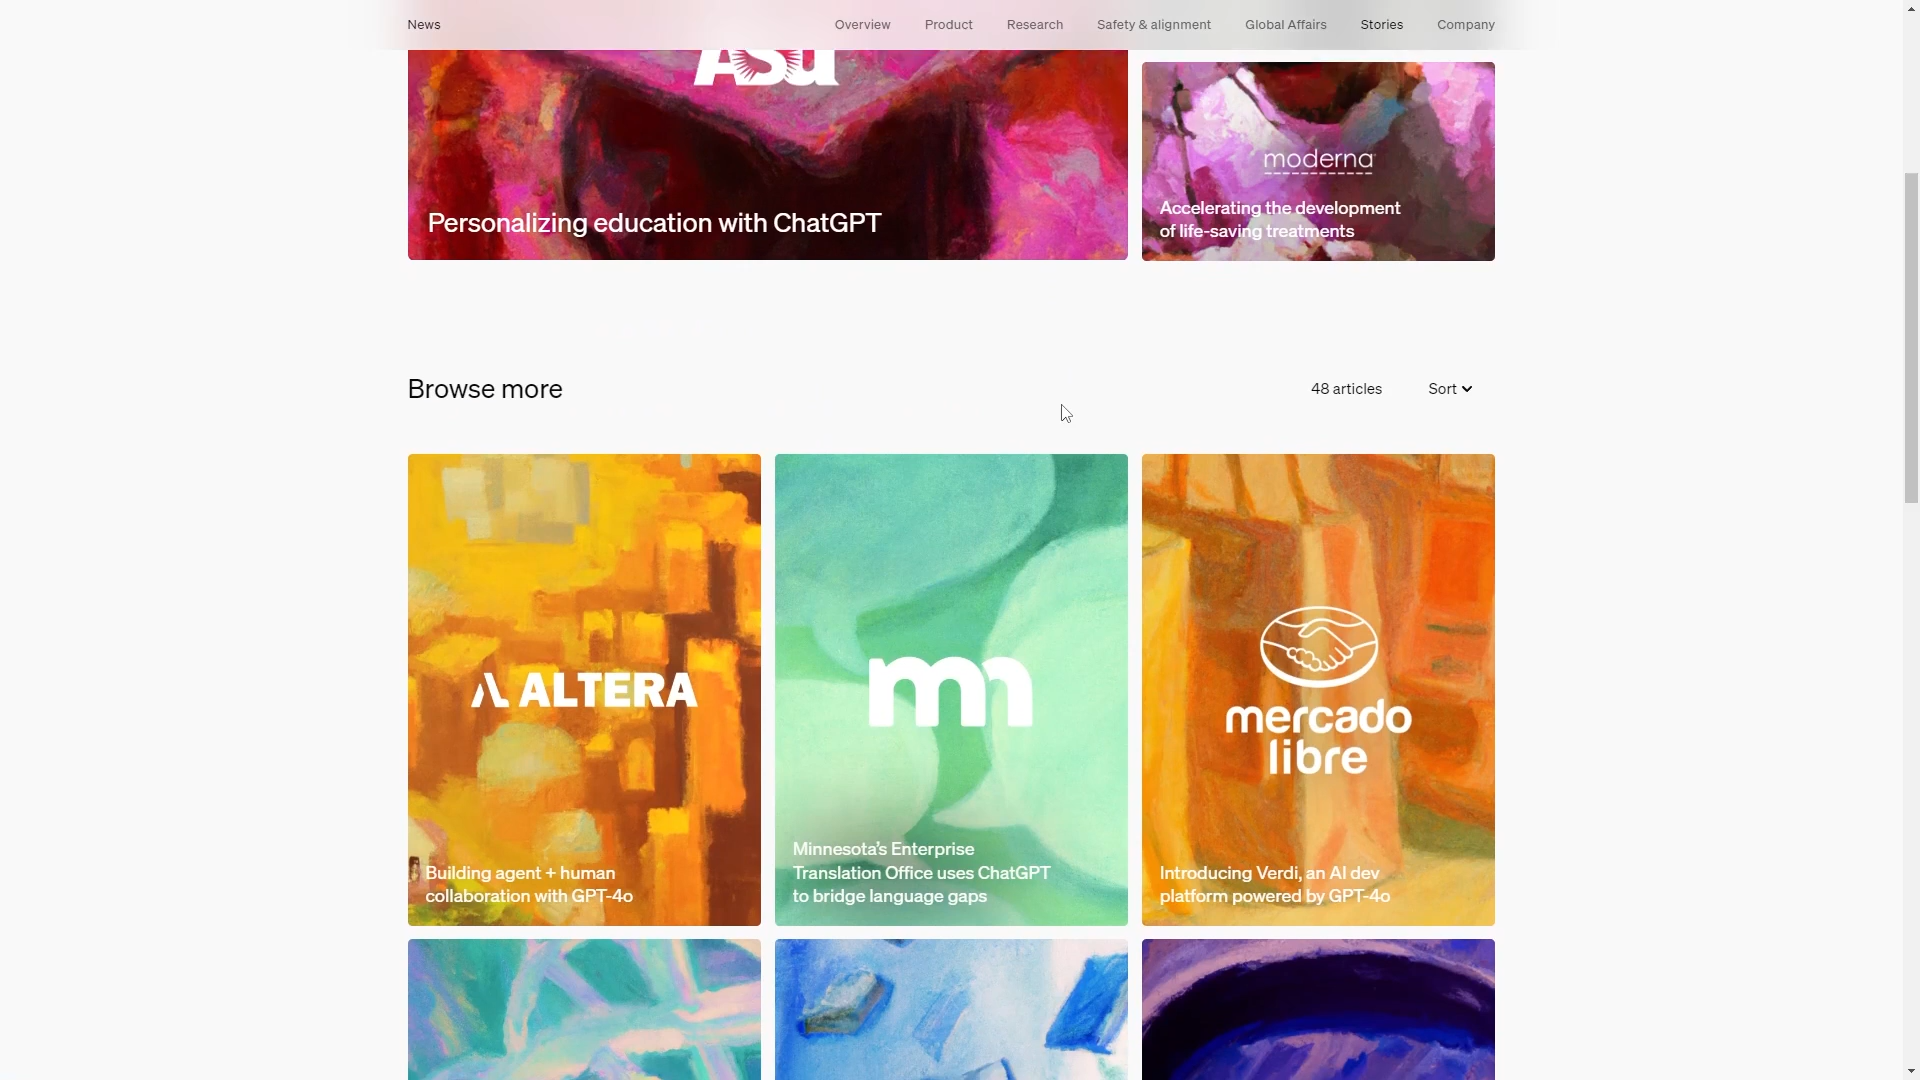 News
Overview
Product
Research
Safety & alignment
Global Affairs
Stories
Company
ASU
Personalizing education with ChatGPT
moderna
Accelerating the development
of life-saving treatments
Browse more
48 articles
Sort
ALTERA
Building agent + human
collaboration with GPT-4o
mn
Minnesota’s Enterprise
Translation Office uses ChatGPT
to bridge language gaps
mercado
libre
Introducing Verdi, an AI dev
platform powered by GPT-4o